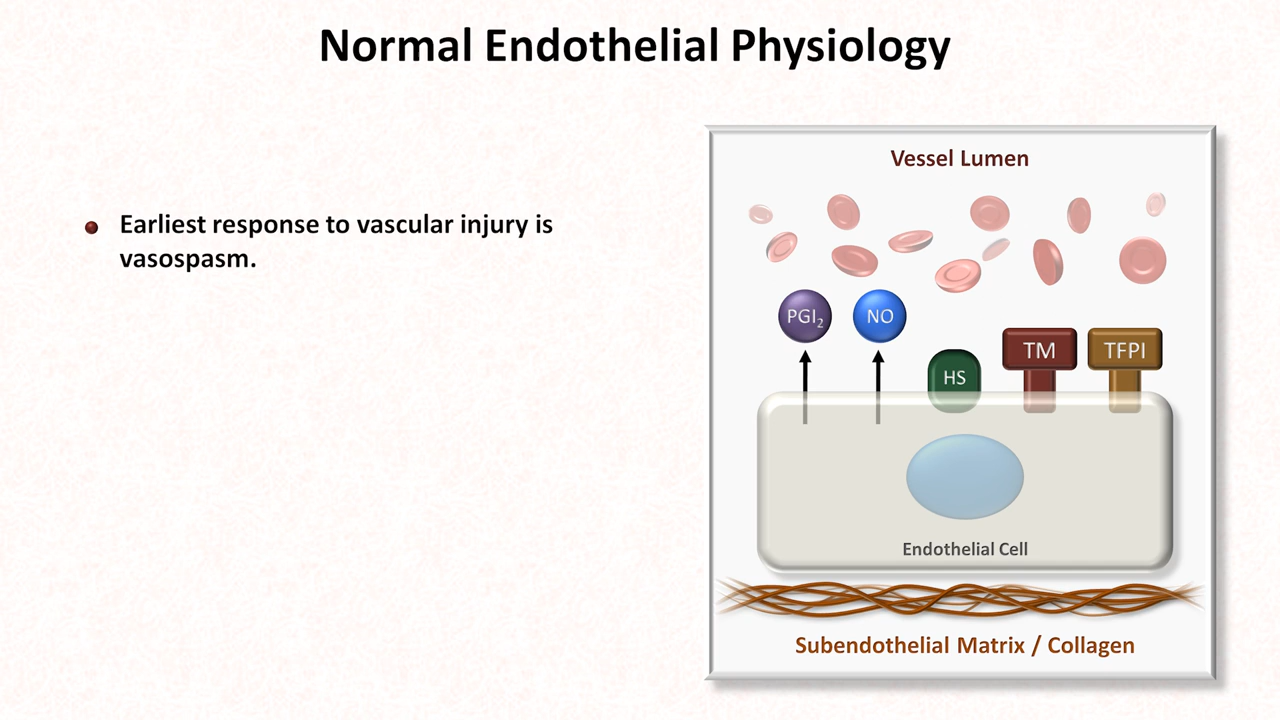 Normal Endothelial Physiology
Earliest response to vascular injury is
vasospasm.
Vessel Lumen
PGI₂
NO
HS
TM
TFPI
Endothelial Cell
Subendothelial Matrix / Collagen